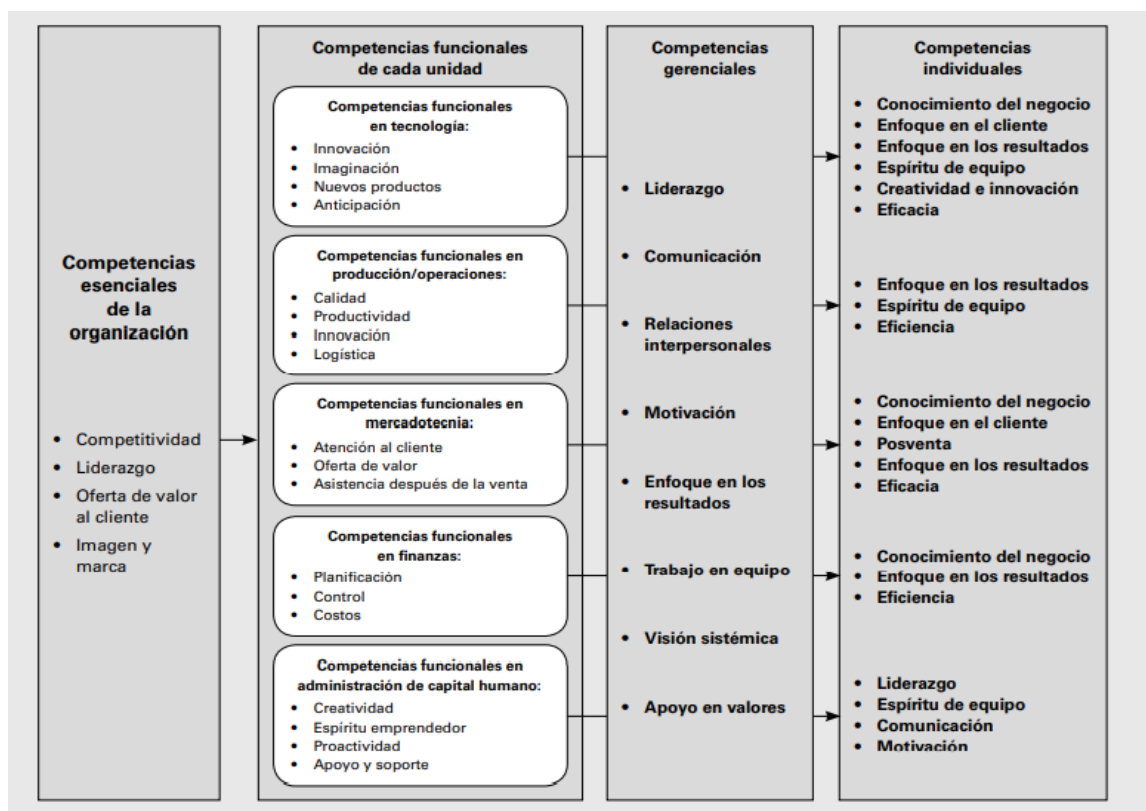 Competencias
esenciales
de la
organización
• Competitividad
• Liderazgo
• Oferta de valor
al cliente
• Imagen y
marca
Competencias funcionales
de cada unidad
Competencias funcionales
en tecnología:
• Innovación
• Imaginación
• Nuevos productos
• Anticipación
Competencias funcionales en
producción/operaciones:
• Calidad
• Productividad
• Innovación
• Logística
Competencias funcionales en
mercadotecnia:
• Atención al cliente
• Oferta de valor
• Asistencia después de la venta
Competencias funcionales
en finanzas:
• Planificación
• Control
• Costos
Competencias funcionales en
administración de capital humano:
• Creatividad
• Espíritu emprendedor
• Proactividad
• Apoyo y soporte
Competencias
gerenciales
• Liderazgo
• Comunicación
• Relaciones
interpersonales
• Motivación
• Enfoque en los
resultados
• Trabajo en equipo
• Visión sistémica
• Apoyo en valores
Competencias
individuales
• Conocimiento del negocio
• Enfoque en el cliente
• Enfoque en los resultados
• Espíritu de equipo
• Creatividad e innovación
• Eficacia
• Enfoque en los resultados
• Espíritu de equipo
• Eficiencia
• Conocimiento del negocio
• Enfoque en el cliente
• Posventa
• Enfoque en los resultados
• Eficacia
• Conocimiento del negocio
• Enfoque en los resultados
• Eficiencia
• Liderazgo
• Espíritu de equipo
• Comunicación
• Motivación